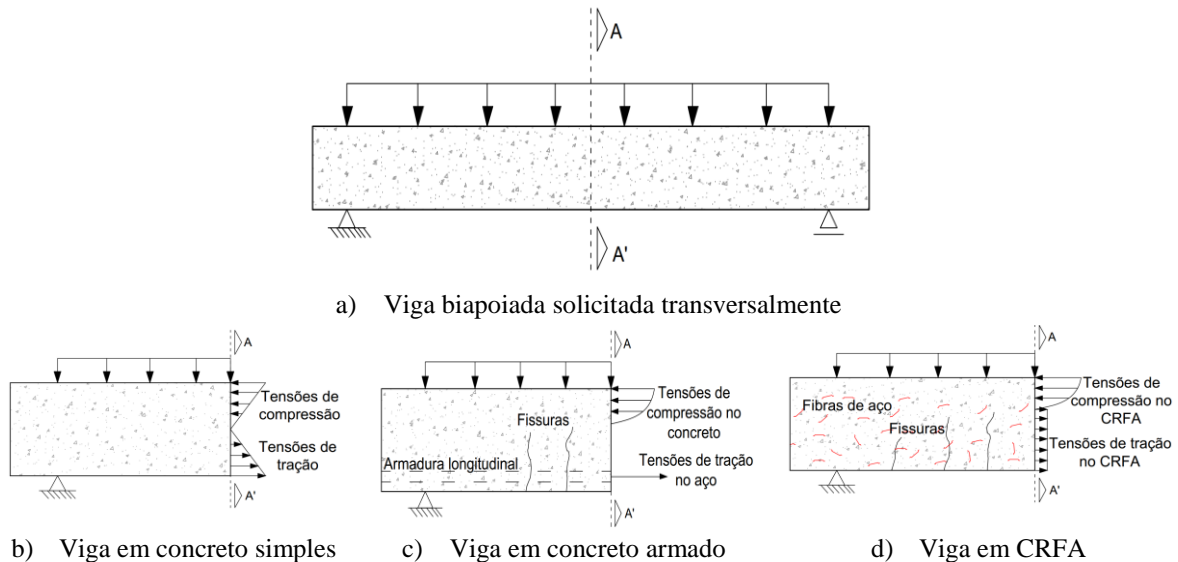 A
A'
a) Viga biapoiada solicitada transversalmente
A
Tensões de
compressão
Tensões de
tração
A'
b) Viga em concreto simples
A
Tensões de
compressão no
concreto
Fissuras
Armadura longitudinal
Tensões de tração
no aço
A'
c) Viga em concreto armado
A
Tensões de
compressão no
CRFA
Fibras de aço
Fissuras
Tensões de tração
no CRFA
A'
d) Viga em CRFA